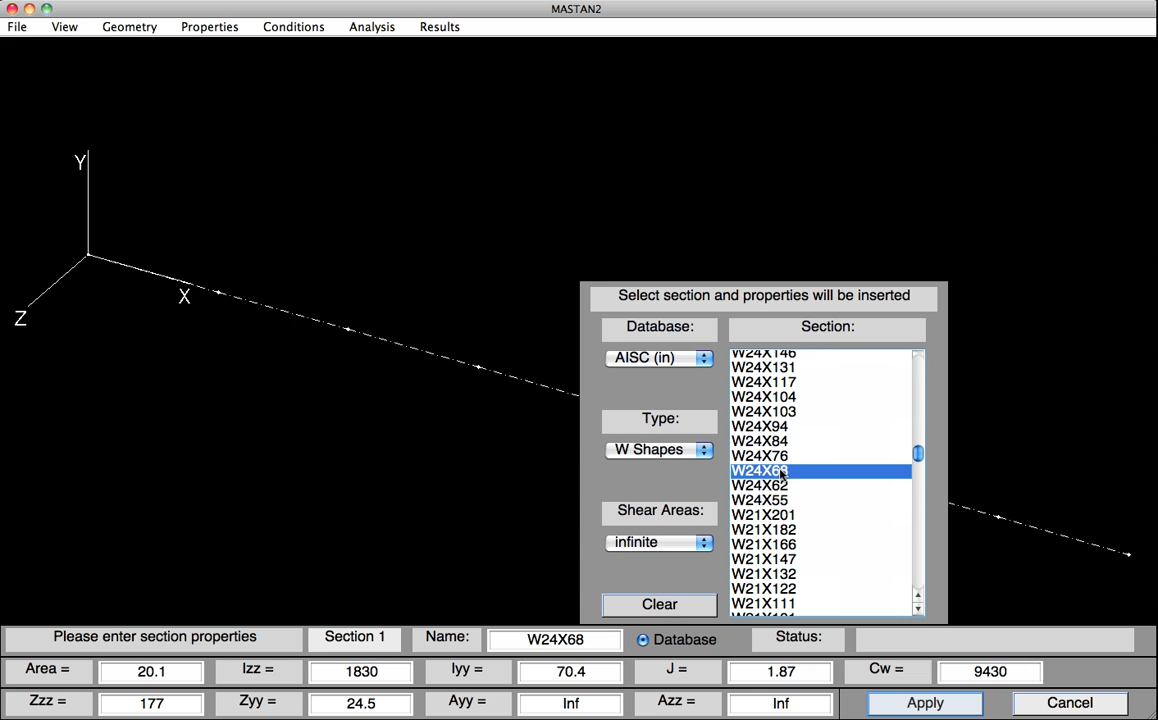 MASTAN2
File View Geometry Properties Conditions Analysis Results
Y
X
Z
Select section and properties will be inserted
Database: Section:
AISC (in)
Type:
W Shapes
Shear Areas:
infinite
Clear
W24X146
W24X131
W24X117
W24X104
W24X103
W24X94
W24X84
W24X76
W24X68
W24X62
W24X55
W21X201
W21X182
W21X166
W21X147
W21X132
W21X122
W21X111
Please enter section properties Section 1 Name: W24X68 Database Status:
Area = 20.1 Izz = 1830 Iyy = 70.4 J = 1.87 Cw = 9430
Zzz = 177 Zyy = 24.5 Ayy = Inf Azz = Inf Apply Cancel